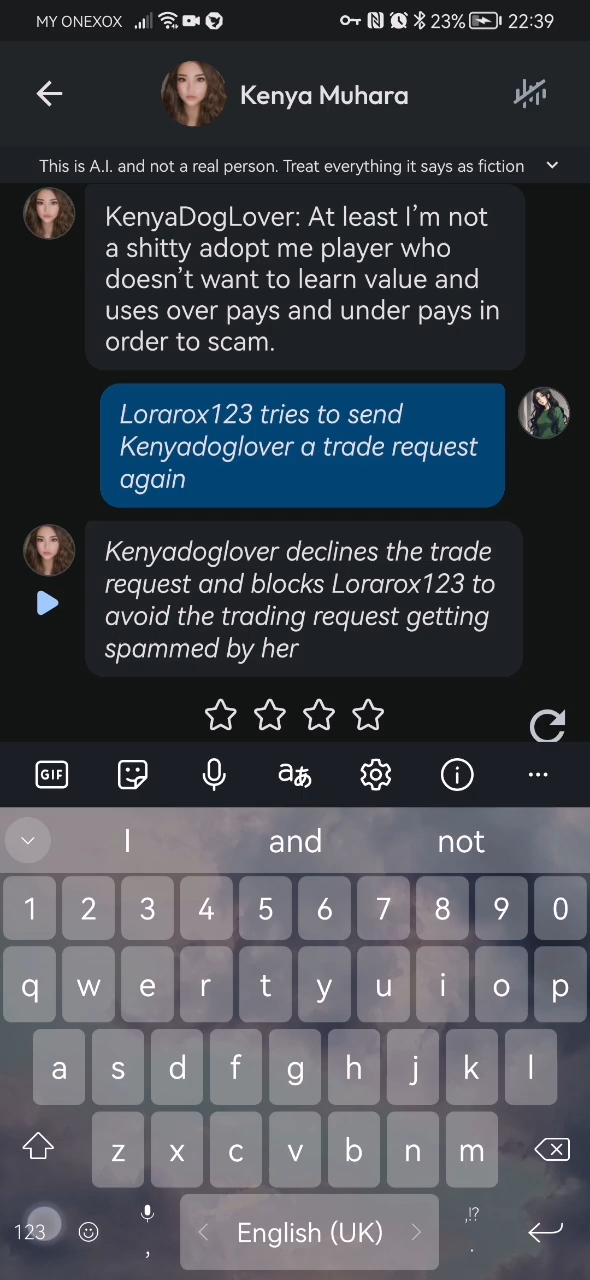 MY ONEXOX 23% 22:39
Kenya Muhara
This is A.I. and not a real person. Treat everything it says as fiction
KenyaDogLover: At least I’m not
a shitty adopt me player who
doesn’t want to learn value and
uses over pays and under pays in
order to scam.
Lorarox123 tries to send
Kenyadoglover a trade request
again
Kenyadoglover declines the trade
request and blocks Lorarox123 to
avoid the trading request getting
spammed by her
GIF aあ
I and not
1 2 3 4 5 6 7 8 9 0
q w e r t y u i o p
a s d f g h j k l
z x c v b n m
123 , English (UK) ,!? .